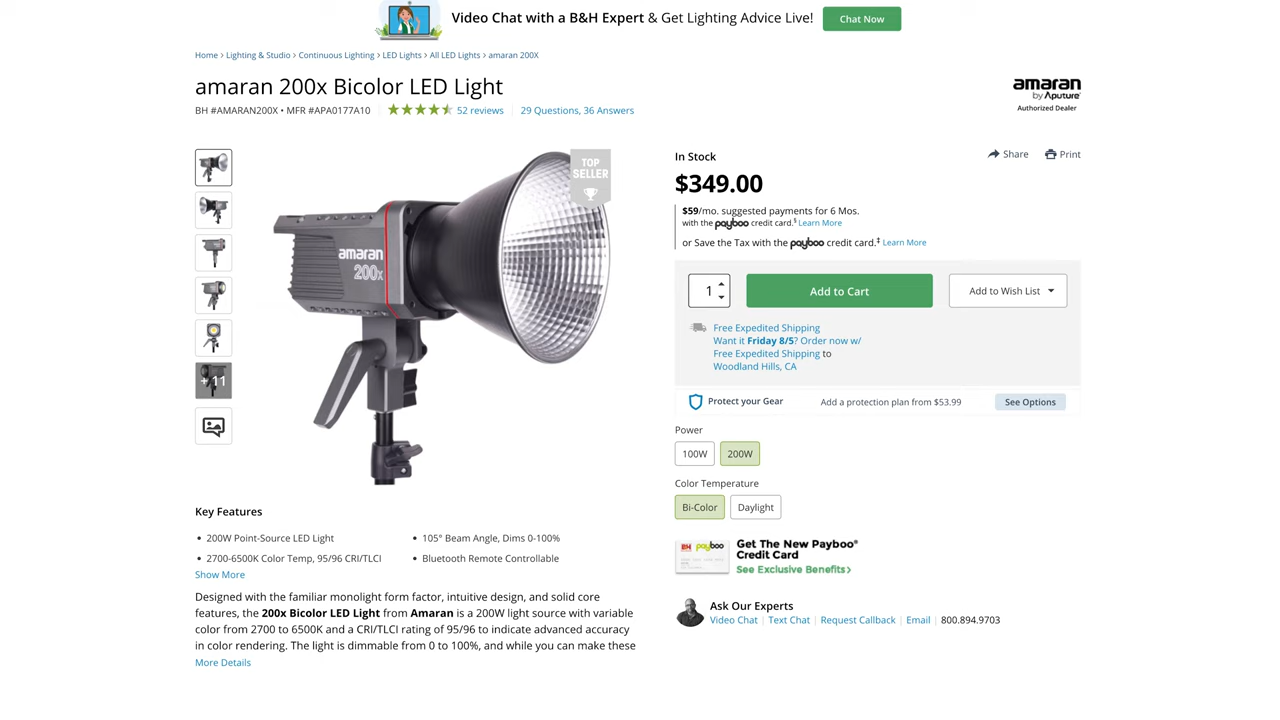 Video Chat with a B&H Expert & Get Lighting Advice Live!
Chat Now
Home > Lighting & Studio > Continuous Lighting > LED Lights > All LED Lights > amaran 200X
amaran 200x Bicolor LED Light
BH #AMARAN200X • MFR #APA0177A10
52 reviews
29 Questions, 36 Answers
amaran
by Aputure
Authorized Dealer
TOP
SELLER
amaran
200x
+ 11
In Stock
Share
Print
$349.00
$59/mo. suggested payments for 6 Mos.
with the payboo credit card.§ Learn More
or Save the Tax with the payboo credit card.‡ Learn More
1
Add to Cart
Add to Wish List
Free Expedited Shipping
Want it Friday 8/5? Order now w/
Free Expedited Shipping to
Woodland Hills, CA
Protect your Gear
Add a protection plan from $53.99
See Options
Power
100W
200W
Color Temperature
Bi-Color
Daylight
BH payboo
Get The New Payboo®
Credit Card
See Exclusive Benefits >
Ask Our Experts
Video Chat | Text Chat | Request Callback | Email | 800.894.9703
Key Features
• 200W Point-Source LED Light
• 105° Beam Angle, Dims 0-100%
• 2700-6500K Color Temp, 95/96 CRI/TLCI
• Bluetooth Remote Controllable
Show More
Designed with the familiar monolight form factor, intuitive design, and solid core
features, the 200x Bicolor LED Light from Amaran is a 200W light source with variable
color from 2700 to 6500K and a CRI/TLCI rating of 95/96 to indicate advanced accuracy
in color rendering. The light is dimmable from 0 to 100%, and while you can make these
More Details